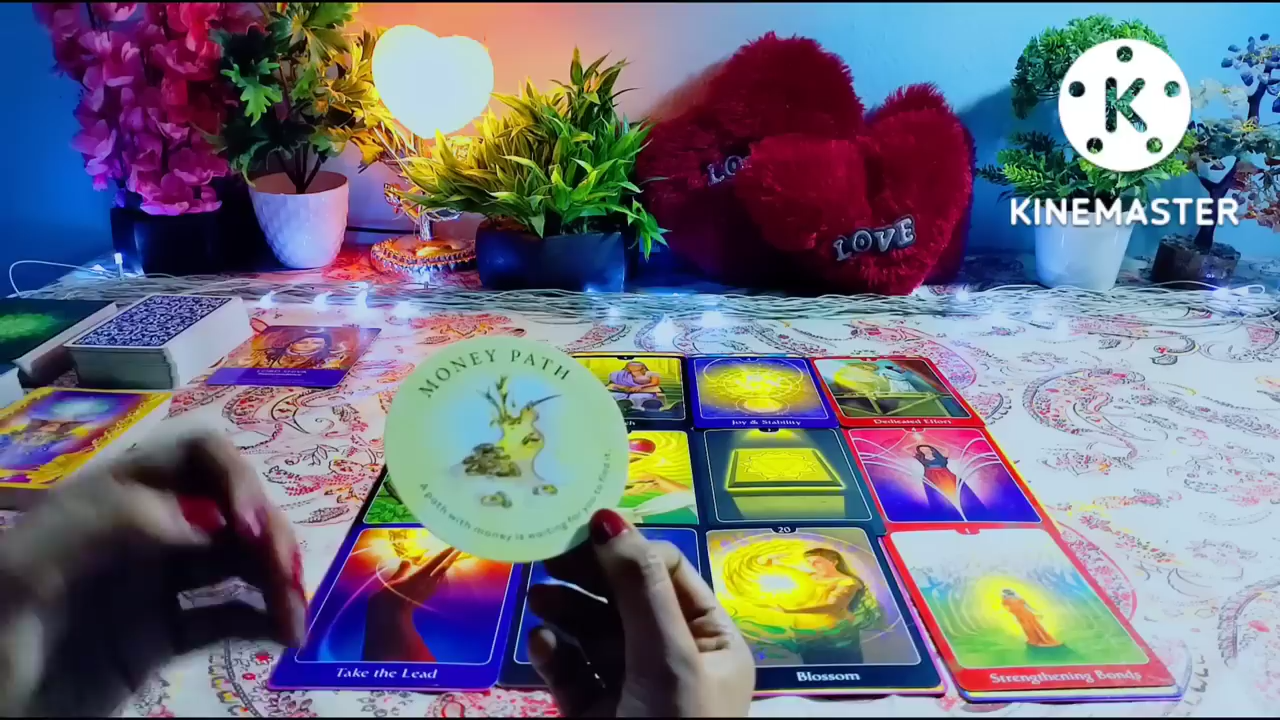 K
KINEMASTER
LOVE
MONEY PATH
A path with money is waiting for you to find it.
Joy & Stability
Dedicated Effort
20
Take the Lead
Blossom
Strengthening Bonds